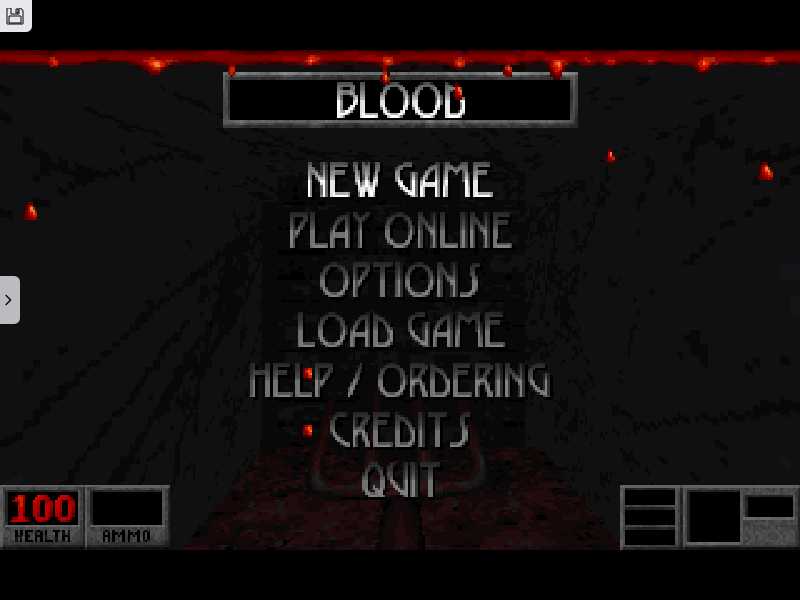 BLOOD
NEW GAME
PLAY ONLINE
OPTIONS
LOAD GAME
HELP / ORDERING
CREDITS
QUIT
100
HEALTH
AMMO